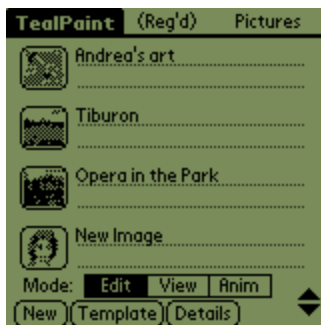 TealPaint (Reg'd) Pictures
Andrea's art
Tiburon
Opera in the Park
New Image
Mode: Edit View Anim
New Template Details